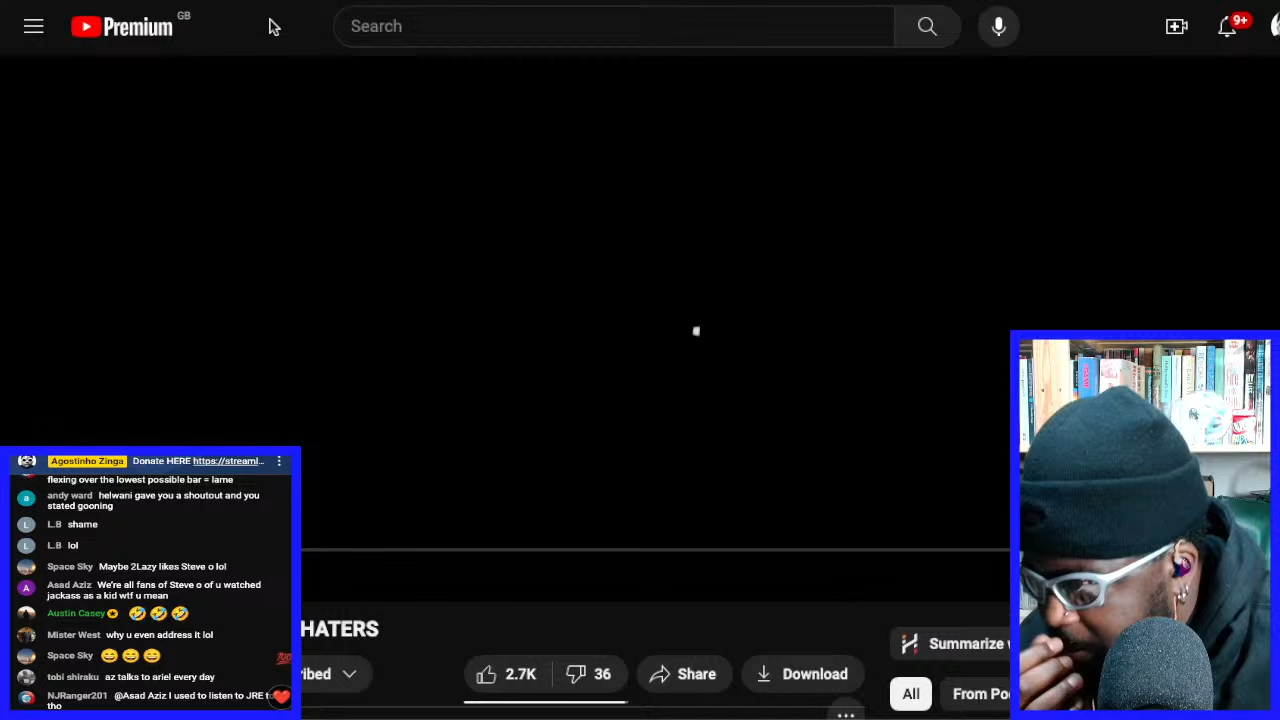 Premium GB
Search
9+
Agostinho Zinga Donate HERE https://streaml...
flexing over the lowest possible bar = lame
andy ward helwani gave you a shoutout and you
stated gooning
L.B shame
L.B lol
Space Sky Maybe 2Lazy likes Steve o lol
Asad Aziz We're all fans of Steve o of u watched
jackass as a kid wtf u mean
Austin Casey 🤣🤣🤣
Mister West why u even address it lol
Space Sky 😄😄😄
tobi shiraku az talks to ariel every day
NJRanger201 @Asad Aziz I used to listen to JRE to
tho
HATERS
ribed
2.7K
36
Share
Download
Summarize
All
From Po